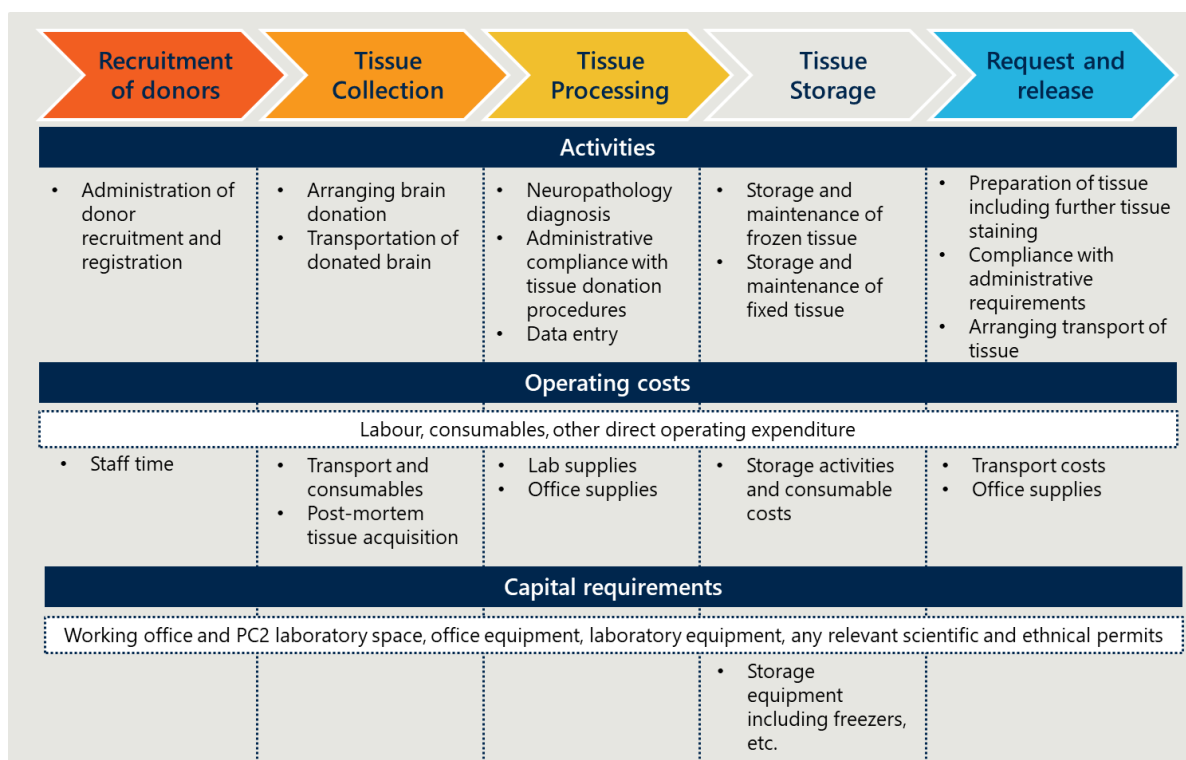 Recruitment
of donors
Tissue
Collection
Tissue
Processing
Tissue
Storage
Request and
release
Activities
• Administration of
donor
recruitment and
registration
• Arranging brain
donation
• Transportation of
donated brain
• Neuropathology
diagnosis
• Administrative
compliance with
tissue donation
procedures
• Data entry
• Storage and
maintenance of
frozen tissue
• Storage and
maintenance of
fixed tissue
• Preparation of tissue
including further tissue
staining
• Compliance with
administrative
requirements
• Arranging transport of
tissue
Operating costs
Labour, consumables, other direct operating expenditure
• Staff time
• Transport and
consumables
• Post-mortem
tissue acquisition
• Lab supplies
• Office supplies
• Storage activities
and consumable
costs
• Transport costs
• Office supplies
Capital requirements
Working office and PC2 laboratory space, office equipment, laboratory equipment, any relevant scientific and ethnical permits
• Storage
equipment
including freezers,
etc.